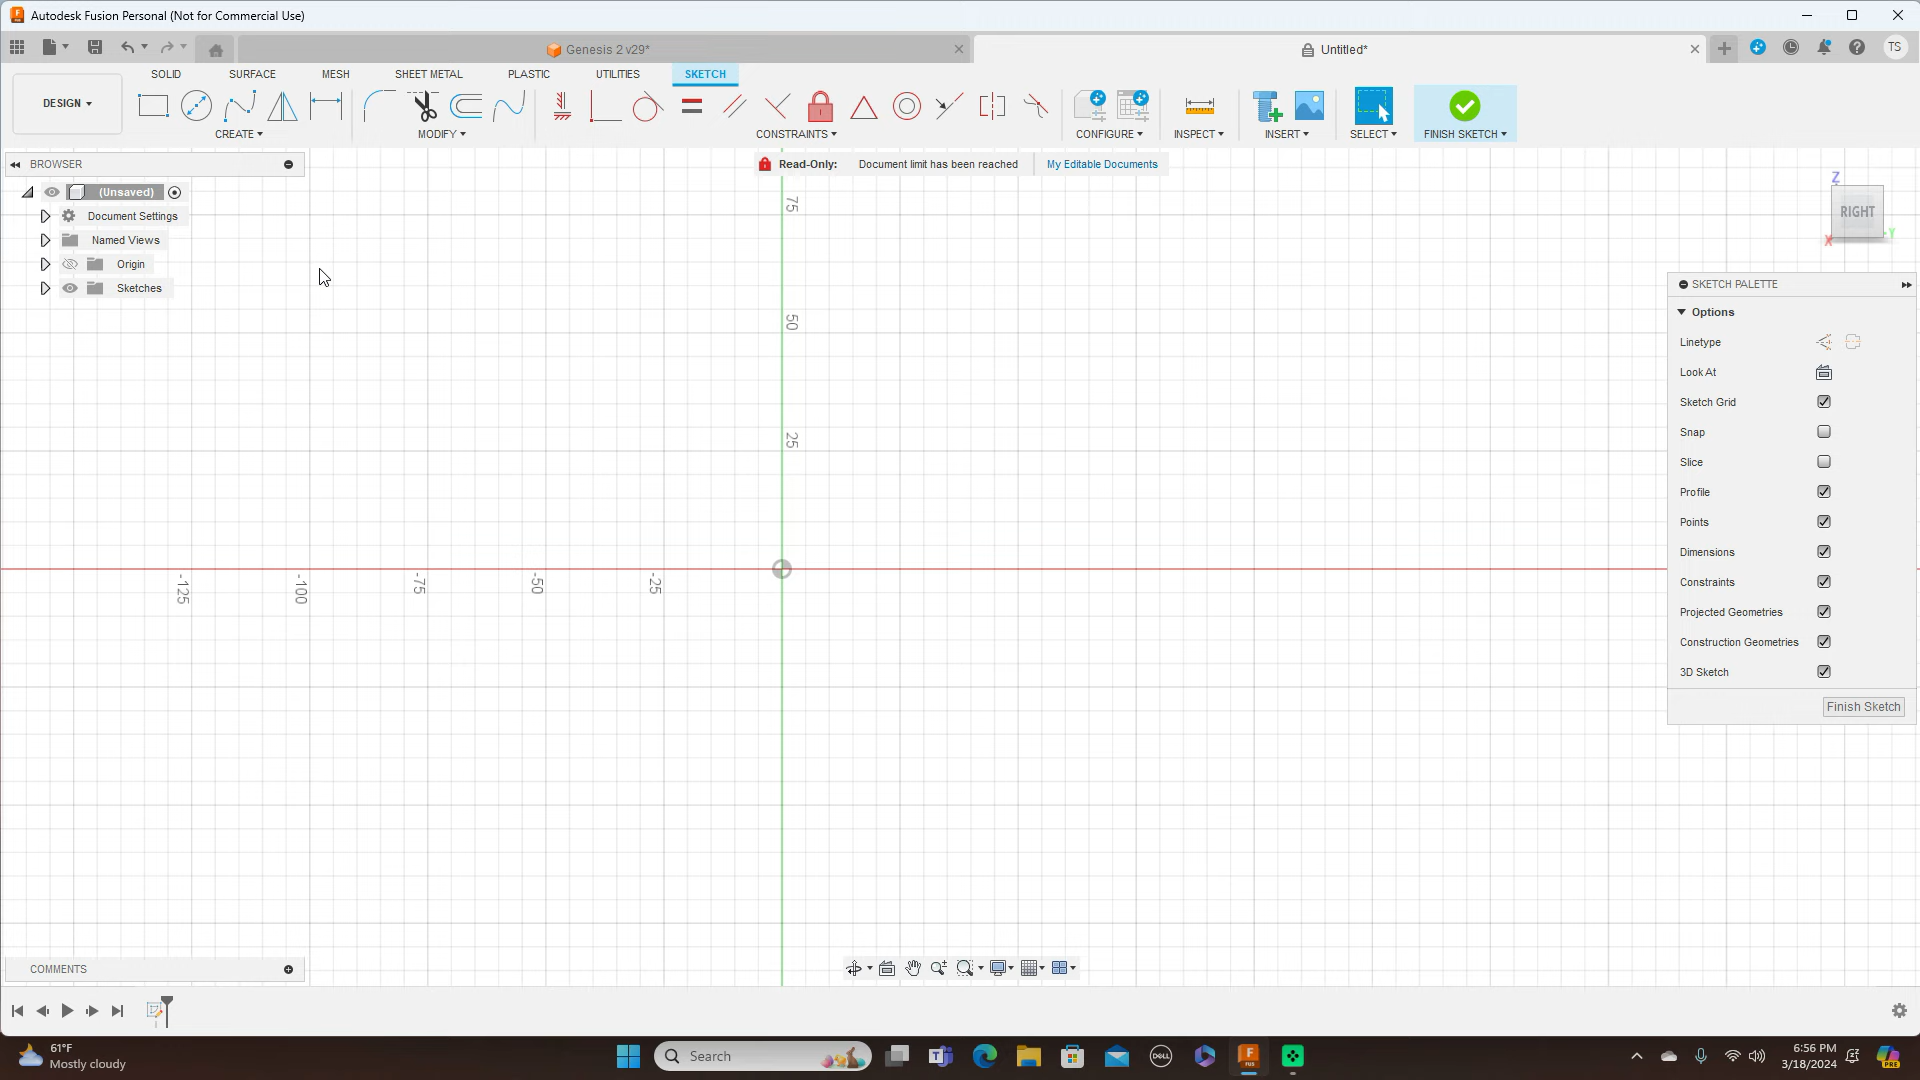 Autodesk Fusion Personal (Not for Commercial Use)
Genesis 2 v29*
Untitled*
TS
DESIGN
SOLID
SURFACE
MESH
SHEET METAL
PLASTIC
UTILITIES
SKETCH
CREATE
MODIFY
CONSTRAINTS
CONFIGURE
INSPECT
INSERT
SELECT
FINISH SKETCH
BROWSER
Read-Only: Document limit has been reached My Editable Documents
(Unsaved)
Document Settings
Named Views
Origin
Sketches
Z
RIGHT
X
Y
75
50
25
-125
-100
-75
-50
-25
SKETCH PALETTE
Options
Linetype
Look At
Sketch Grid
Snap
Slice
Profile
Points
Dimensions
Constraints
Projected Geometries
Construction Geometries
3D Sketch
Finish Sketch
COMMENTS
61°F
Mostly cloudy
Search
DELL
F
FUS
6:56 PM
3/18/2024
PRE